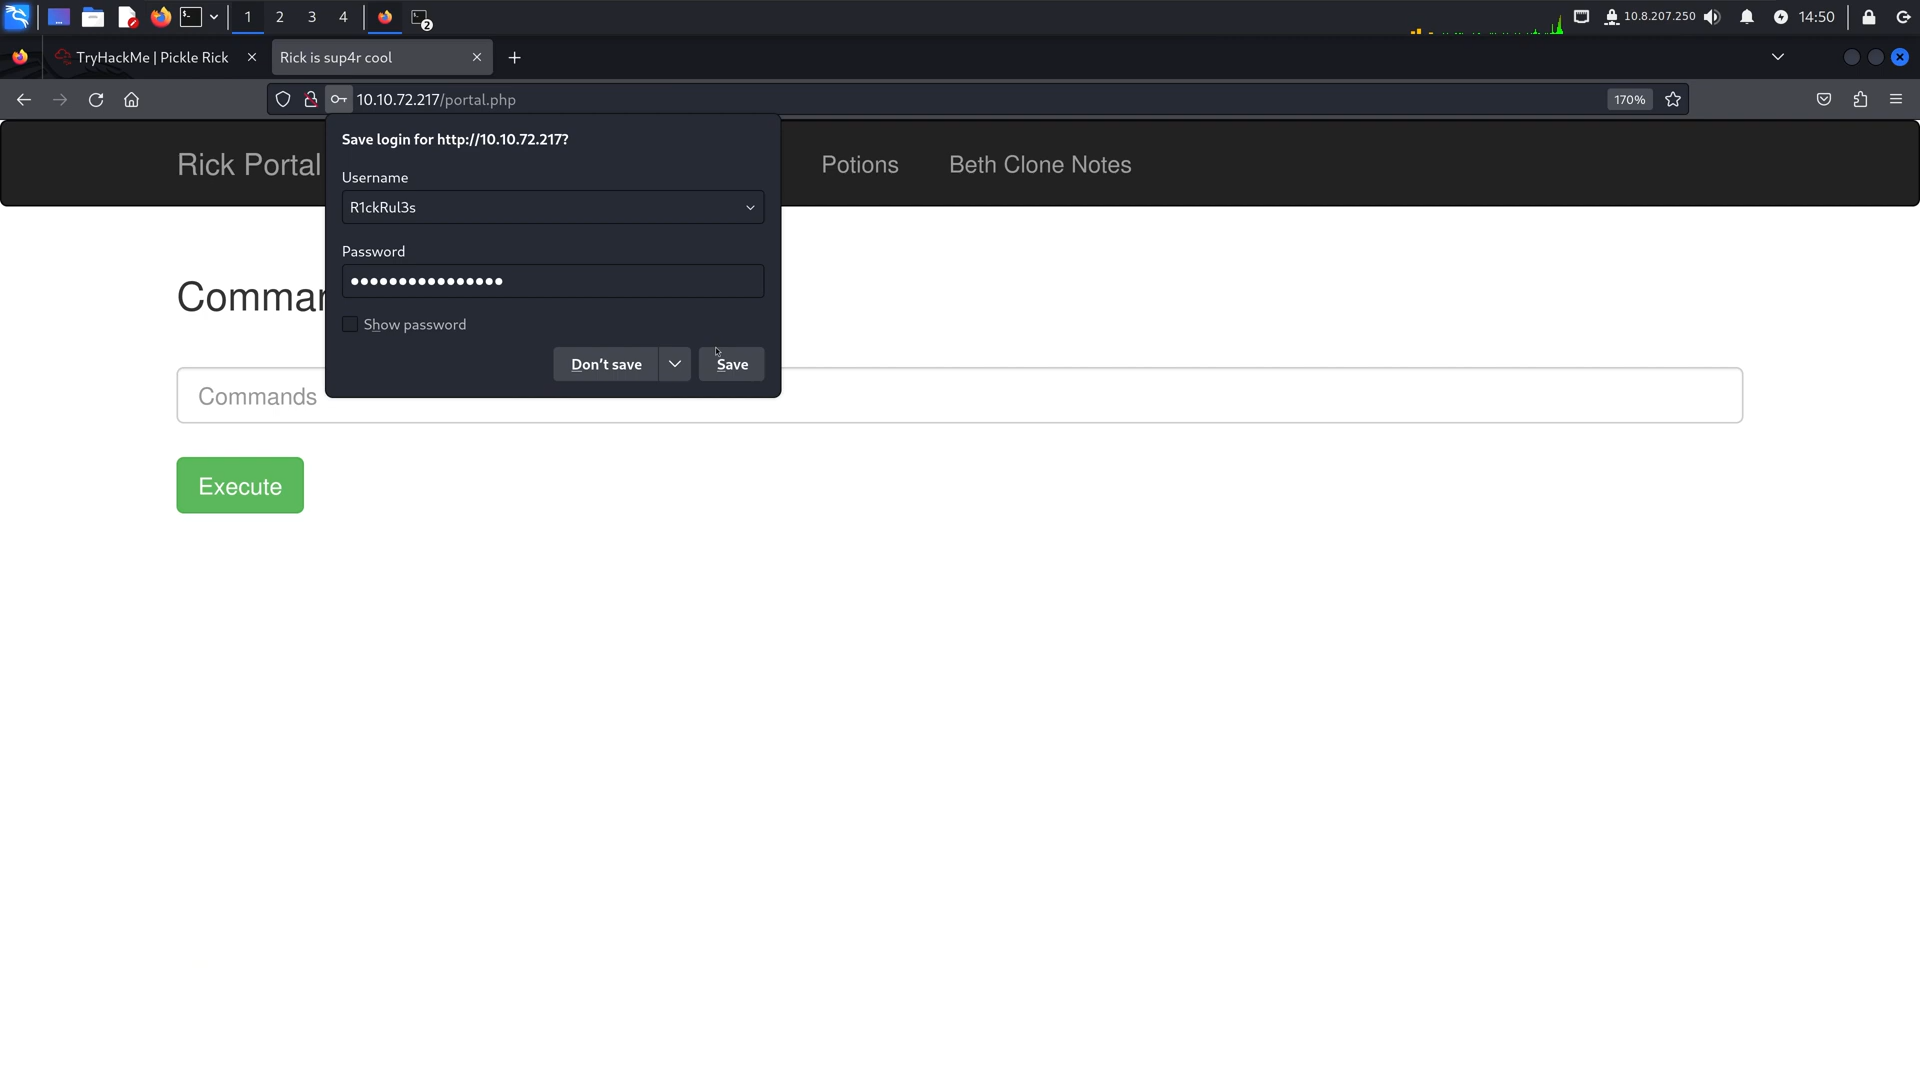 1 2 3 4 2 10.8.207.250 14:50
TryHackMe | Pickle Rick Rick is sup4r cool
10.10.72.217/portal.php 170%
Save login for http://10.10.72.217?
Rick Portal Potions Beth Clone Notes
Username
R1ckRul3s
Password
Comman
Show password
Don't save Save
Commands
Execute